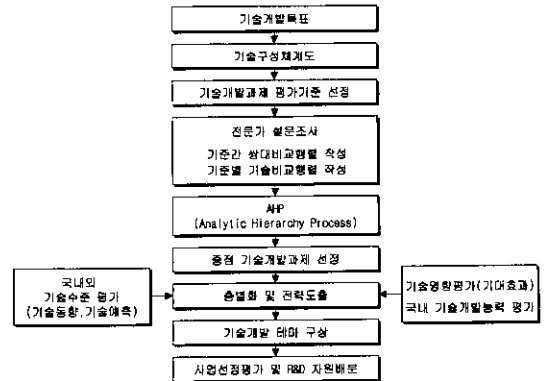 기술개발목표
기술구성체계도
기술개발과제 평가기준 선정
전문가 설문조사
기준간 쌍대비교행렬 작성
기준별 기술비교행렬 작성
AHP
(Analytic Hierarchy Process)
중점 기술개발과제 선정
국내외
기술수준 평가
(기술동향,기술예측)
층별화 및 전략도출
기술영향평가(기대효과)
국내 기술개발능력 평가
기술개발 테마 구상
사업선정평가 및 R&D 자원배분